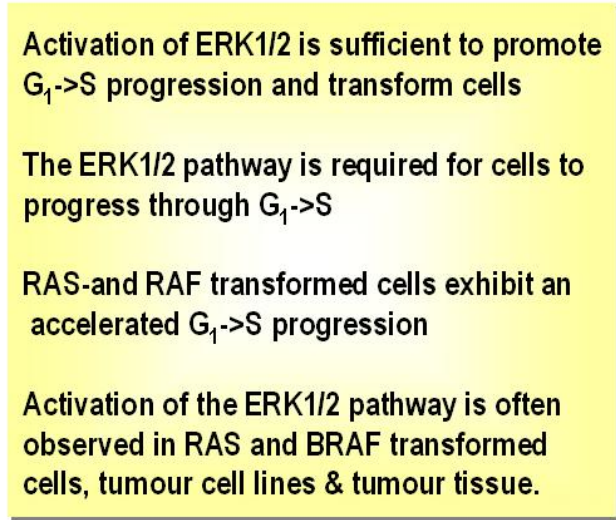 Activation of ERK1/2 is sufficient to promote
G₁->S progression and transform cells
The ERK1/2 pathway is required for cells to
progress through G₁->S
RAS-and RAF transformed cells exhibit an
accelerated G₁->S progression
Activation of the ERK1/2 pathway is often
observed in RAS and BRAF transformed
cells, tumour cell lines & tumour tissue.